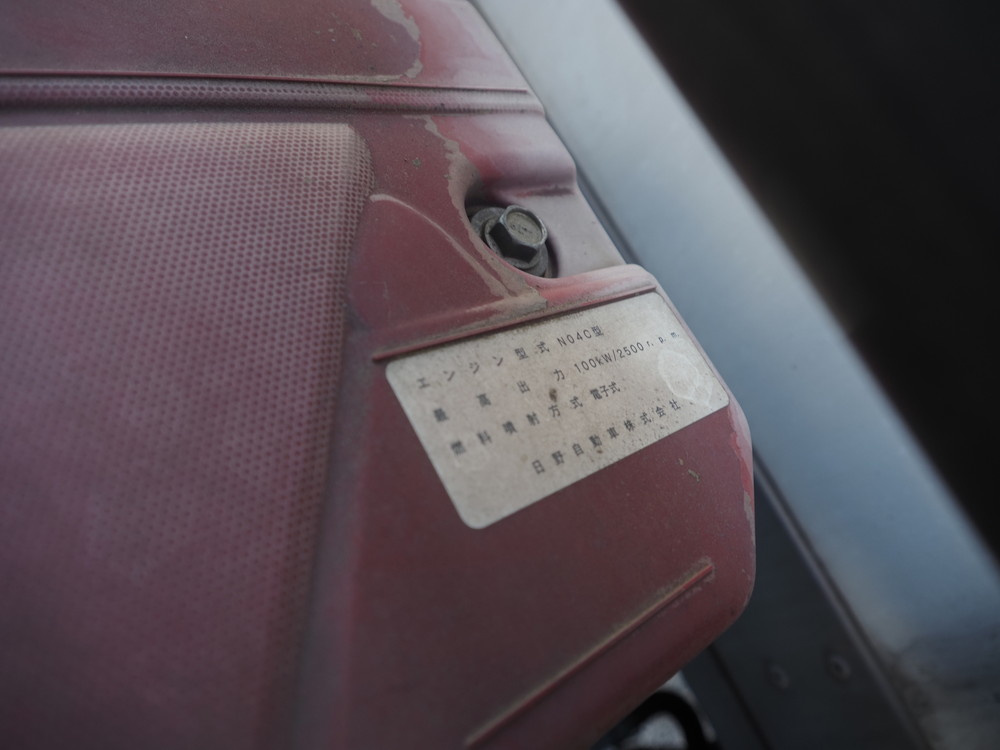 エンジン型式 N04C型
最高出力 100kW/2500r.p.m
燃料噴射方式 電子式
日野自動車株式会社